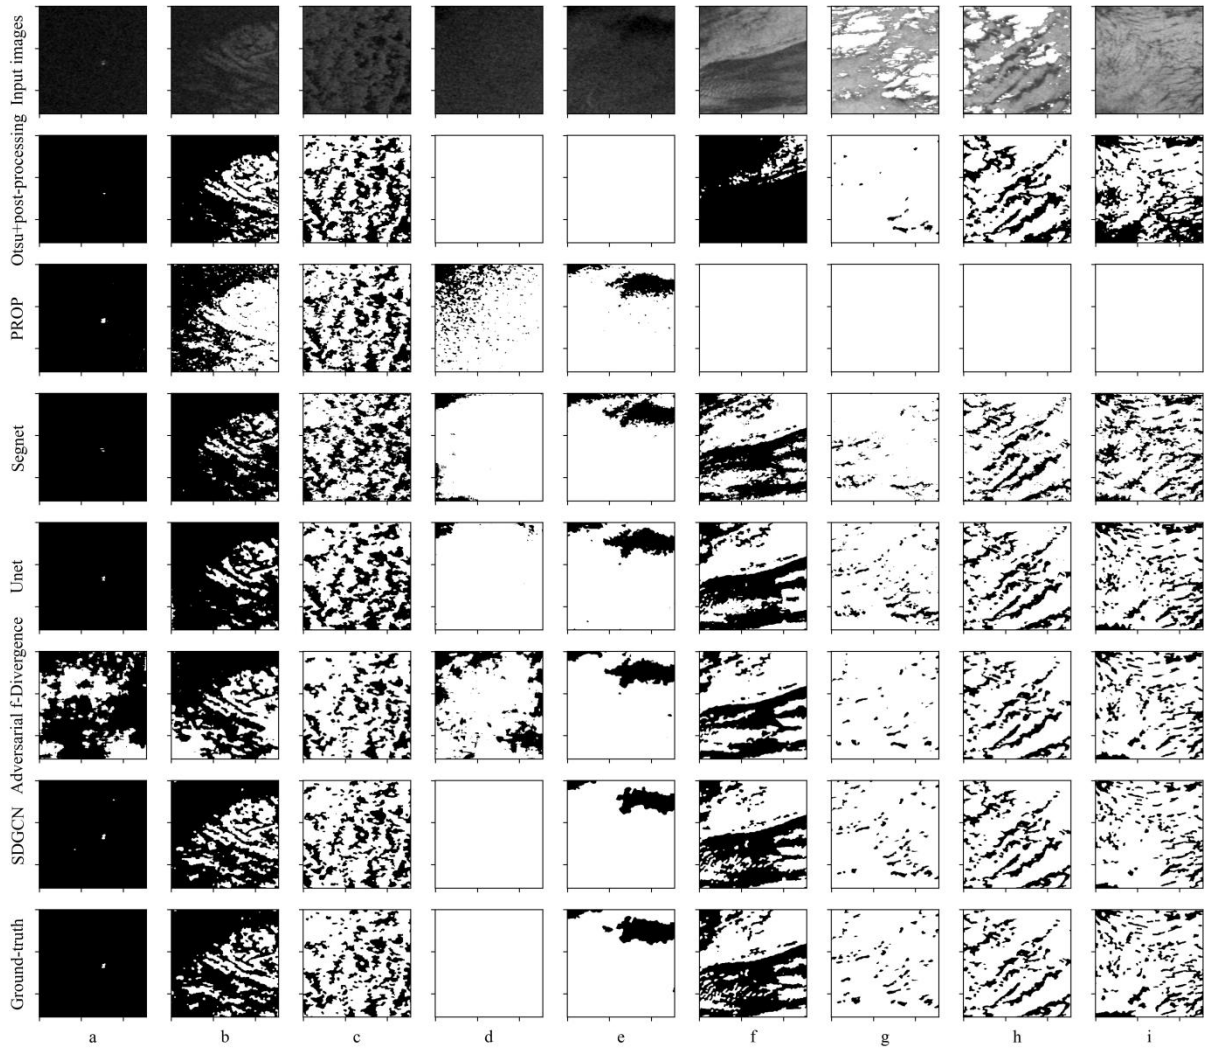 Input images
Otsu+post-processing
PROP
Segnet
Unet
Adversarial f-Divergence
SDGCN
Ground-truth
a b c d e f g h i